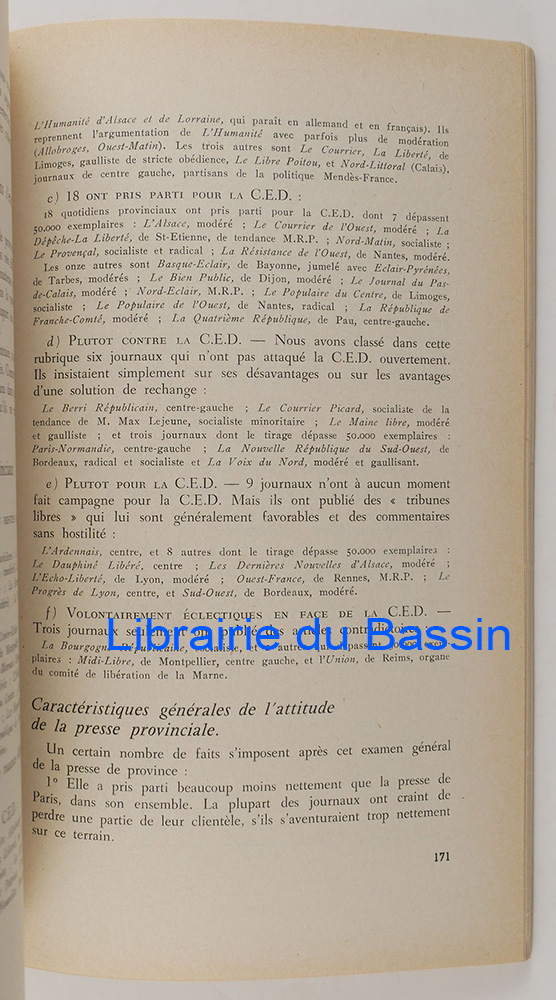 L'Humanité d'Alsace et de Lorraine, qui paraît en allemand et en français). Ils
reprennent l'argumentation de L'Humanité avec parfois plus de modération
(Allobroges, Ouest-Matin). Les trois autres sont Le Courrier, La Liberté, de
Limoges, gaulliste de stricte obédience, Le Libre Poitou, et Nord-Littoral (Calais),
journaux de centre gauche, partisans de la politique Mendès-France.
c) 18 ONT PRIS PARTI POUR LA C.E.D. :
18 quotidiens provinciaux ont pris parti pour la C.E.D. dont 7 dépassent
50.000 exemplaires : L'Alsace, modéré ; Le Courrier de l'Ouest, modéré ; La
Dépêche-La Liberté, de St-Etienne, de tendance M.R.P. ; Nord-Matin, socialiste ;
Le Provençal, socialiste et radical ; La Résistance de l'Ouest, de Nantes, modéré.
Les onze autres sont Basque-Eclair, de Bayonne, jumelé avec Eclair-Pyrénées,
de Tarbes, modérés ; Le Bien Public, de Dijon, modéré ; Le Journal du Pas-
de-Calais, modéré ; Nord-Eclair, M.R.P. ; Le Populaire du Centre, de Limoges,
socialiste ; Le Populaire de l'Ouest, de Nantes, radical ; La République de
Franche-Comté, modéré ; La Quatrième République, de Pau, centre-gauche.
d) PLUTOT CONTRE LA C.E.D. — Nous avons classé dans cette
rubrique six journaux qui n'ont pas attaqué la C.E.D. ouvertement.
Ils insistaient simplement sur ses désavantages ou sur les avantages
d'une solution de rechange :
Le Berri Républicain, centre-gauche ; Le Courrier Picard, socialiste de la
tendance de M. Max Lejeune, socialiste minoritaire ; Le Maine libre, modéré
et gaulliste ; et trois journaux dont le tirage dépasse 50.000 exemplaires :
Paris-Normandie, centre-gauche ; La Nouvelle République du Sud-Ouest, de
Bordeaux, radical et socialiste et La Voix du Nord, modéré et gaullisant.
e) PLUTOT POUR LA C.E.D. — 9 journaux n'ont à aucun moment
fait campagne pour la C.E.D. Mais ils ont publié des « tribunes
libres » qui lui sont généralement favorables et des commentaires
sans hostilité :
L'Ardennais, centre, et 8 autres dont le tirage dépasse 50.000 exemplaires :
Le Dauphiné Libéré, centre ; Les Dernières Nouvelles d'Alsace, modéré ;
L'Echo-Liberté, de Lyon, modéré ; Ouest-France, de Rennes, M.R.P. ; Le
Progrès de Lyon, centre, et Sud-Ouest, de Bordeaux, modéré.
f) VOLONTAIREMENT ÉCLECTIQUES EN FACE DE LA C.E.D. —
Trois journaux seulement ont publié des articles contradictoires :
La Bourgogne Républicaine, socialiste, et 2 autres dépassent 50.000 exem-
plaires : Midi-Libre, de Montpellier, centre gauche, et l'Union, de Reims, organe
du comité de libération de la Marne.
Librairie du Bassin
Caractéristiques générales de l'attitude
de la presse provinciale.
Un certain nombre de faits s'imposent après cet examen général
de la presse de province :
1° Elle a pris parti beaucoup moins nettement que la presse de
Paris, dans son ensemble. La plupart des journaux ont craint de
perdre une partie de leur clientèle, s'ils s'aventuraient trop nettement
sur ce terrain.
171